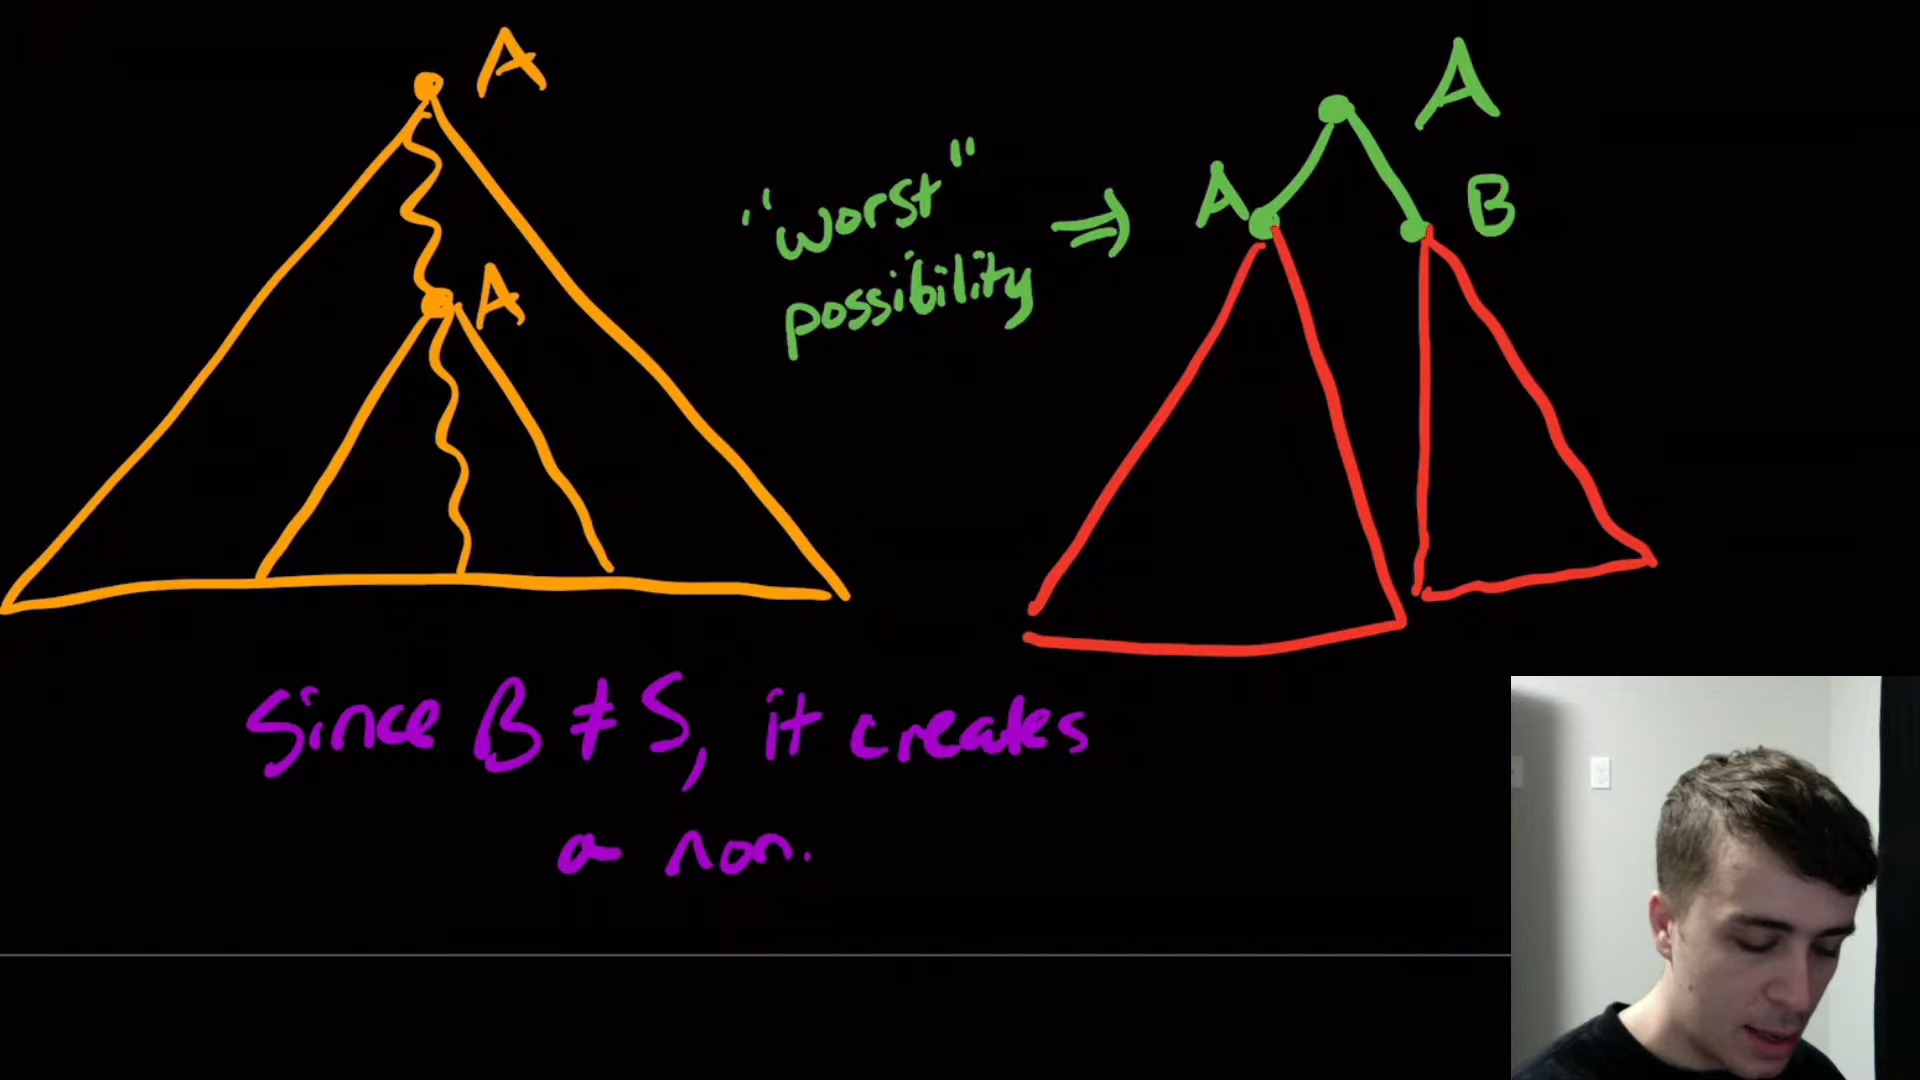 A
A
"worst"
possibility
⇒
A
A
B
Since B ≠ S, it creates
a non.